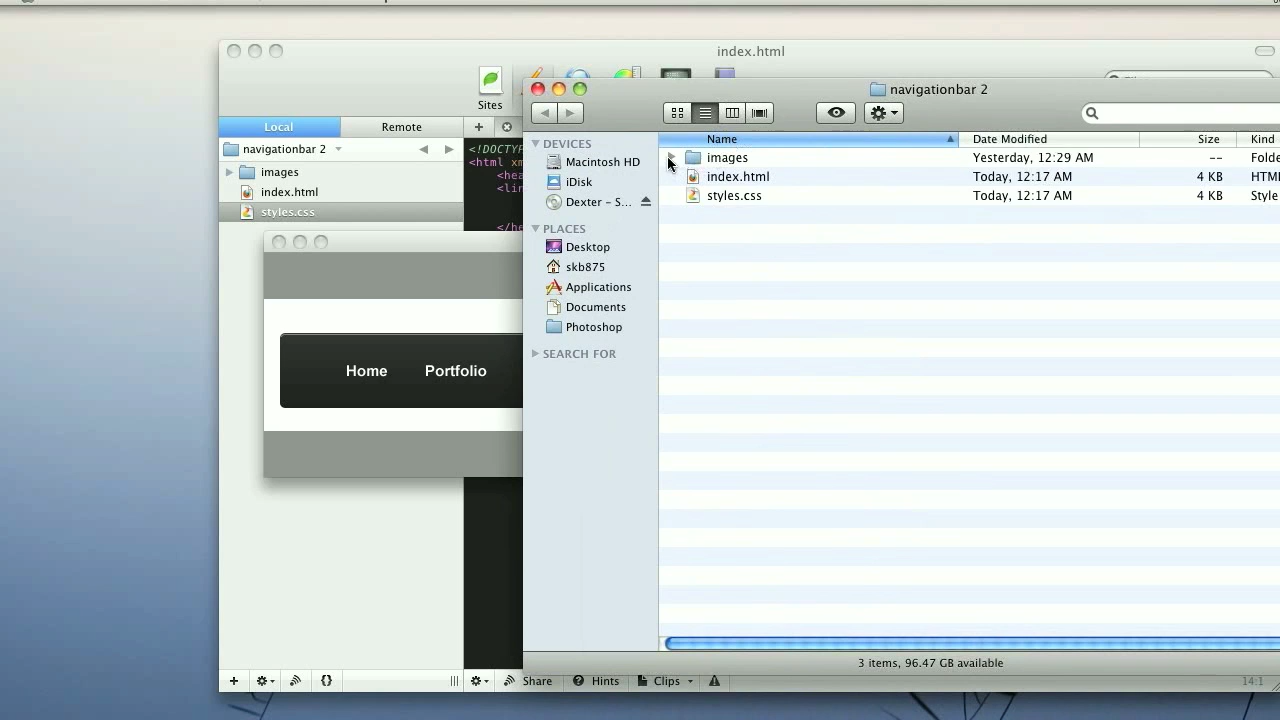 index.html
Sites
Local
Remote
navigationbar 2
images
index.html
styles.css
<!DOCTYP
<html xm
<hea
<lin
</he
Home
Portfolio
navigationbar 2
DEVICES
Macintosh HD
iDisk
Dexter – S...
PLACES
Desktop
skb875
Applications
Documents
Photoshop
SEARCH FOR
Name
Date Modified
Size
Kind
images
Yesterday, 12:29 AM
--
Folde
index.html
Today, 12:17 AM
4 KB
HTM
styles.css
Today, 12:17 AM
4 KB
Style
3 items, 96.47 GB available
Share
Hints
Clips
14:1